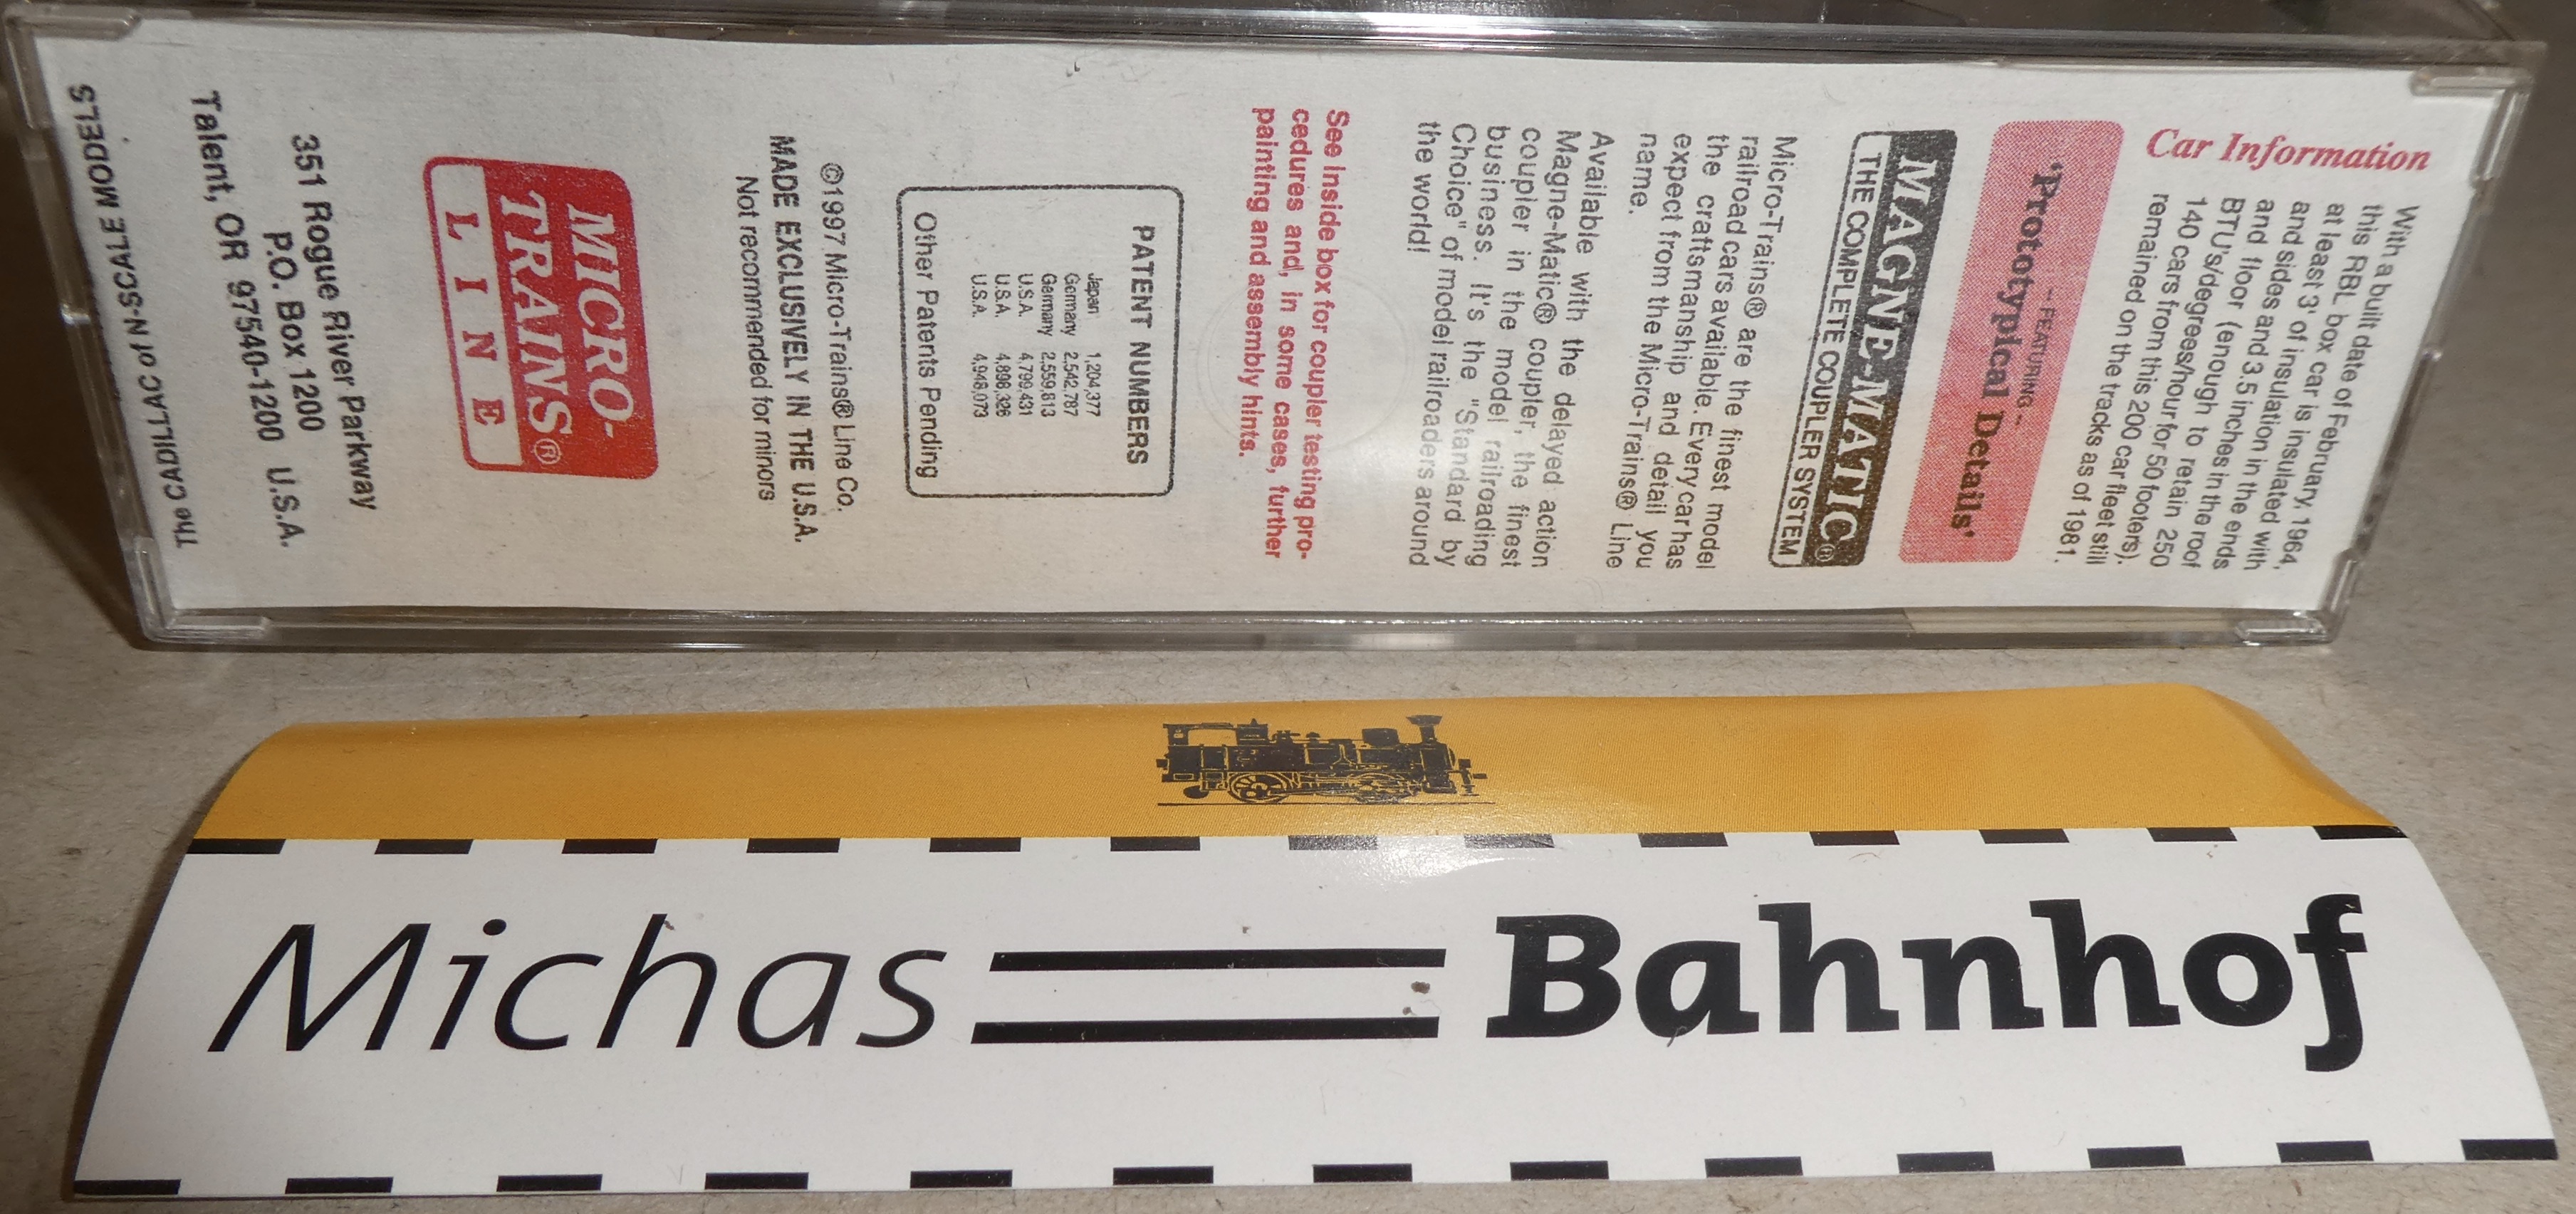 Car Information
With a built date of February, 1964,
this RBL box car is insulated with
at least 3' of insulation in the ends
and sides and 3.5 inches in the roof
and floor (enough to retain 250
BTU's/degrees/hour for 50 footers).
140 cars from this 200 car fleet still
remained on the tracks as of 1981.
- FEATURING -
'Prototypical Details'
MAGNE-MATIC®
THE COMPLETE COUPLER SYSTEM
Micro-Trains® are the finest model
railroad cars available. Every car has
the craftsmanship and detail you
expect from the Micro-Trains® Line
name.
Available with the delayed action
Magne-Matic® coupler, the finest
coupler in the model railroading
business. It's the "Standard by
Choice" of model railroaders around
the world!
See inside box for coupler testing pro-
cedures and, in some cases, further
painting and assembly hints.
PATENT NUMBERS
Japan 1,204,377
Germany 2,542,787
Germany 2,559,813
U.S.A. 4,799,431
U.S.A. 4,898,326
U.S.A. 4,948,073
Other Patents Pending
©1997 Micro-Trains® Line Co.
MADE EXCLUSIVELY IN THE U.S.A.
Not recommended for minors
MICRO-
TRAINS®
LINE
351 Rogue River Parkway
P.O. Box 1200
Talent, OR 97540-1200 U.S.A.
The CADILLAC of N-SCALE MODELS
Michas Bahnhof